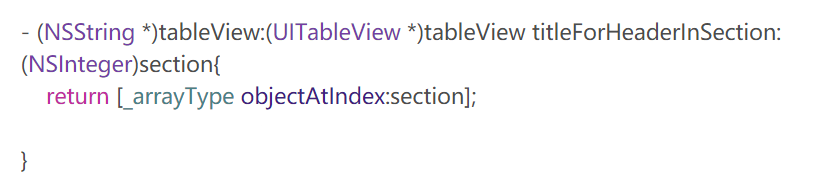 - (NSString *)tableView:(UITableView *)tableView titleForHeaderInSection:
(NSInteger)section{
    return [_arrayType objectAtIndex:section];
}